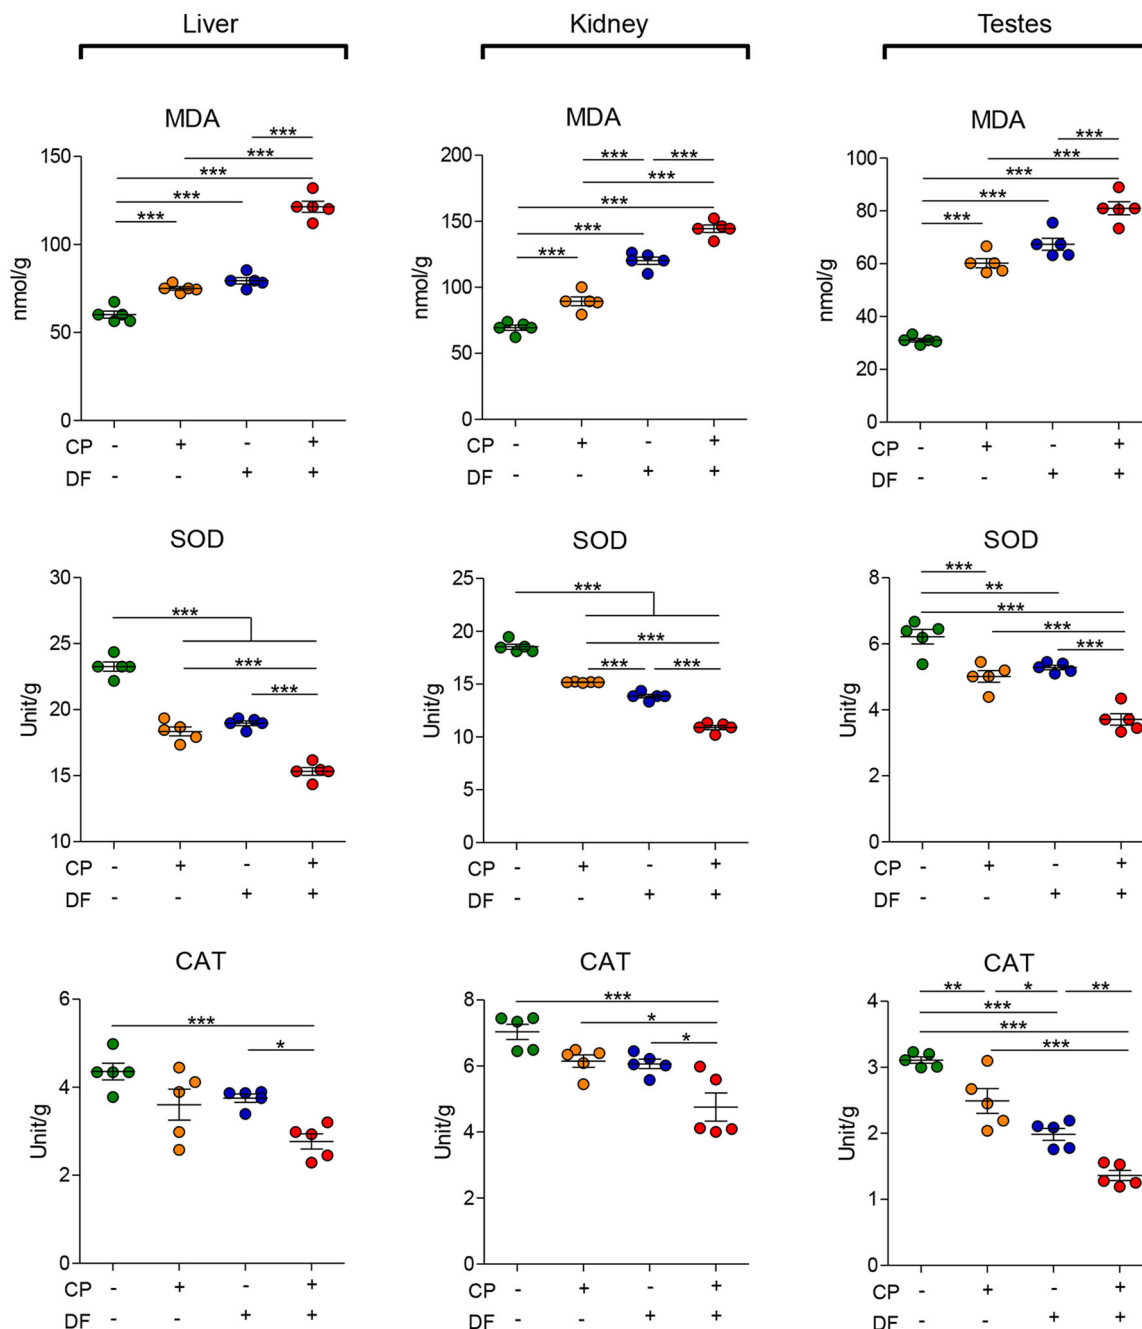 Liver Kidney Testes
MDA MDA MDA
*** *** *** *** ***
*** *** *** *** *** ***
*** *** *** *** ***
150 100 50 0
nmol/g
200 150 100 50 0
nmol/g
100 80 60 40 20 0
nmol/g
CP - + - + - + - + - + - +
DF - - + + - - + + - - + +
SOD SOD SOD
*** *** ***
*** *** *** ***
*** ** *** *** ***
30 25 20 15 10
Unit/g
25 20 15 10 5 0
Unit/g
8 6 4 2 0
Unit/g
CP - + - + CP - + - + CP - + - +
DF - - + + DF - - + + DF - - + +
CAT CAT CAT
*** *
*** * *
** * ** *** *** ***
6 4 2 0
Unit/g
8 6 4 2 0
Unit/g
4 3 2 1 0
Unit/g
CP - + - + CP - + - + CP - + - +
DF - - + + DF - - + + DF - - + +